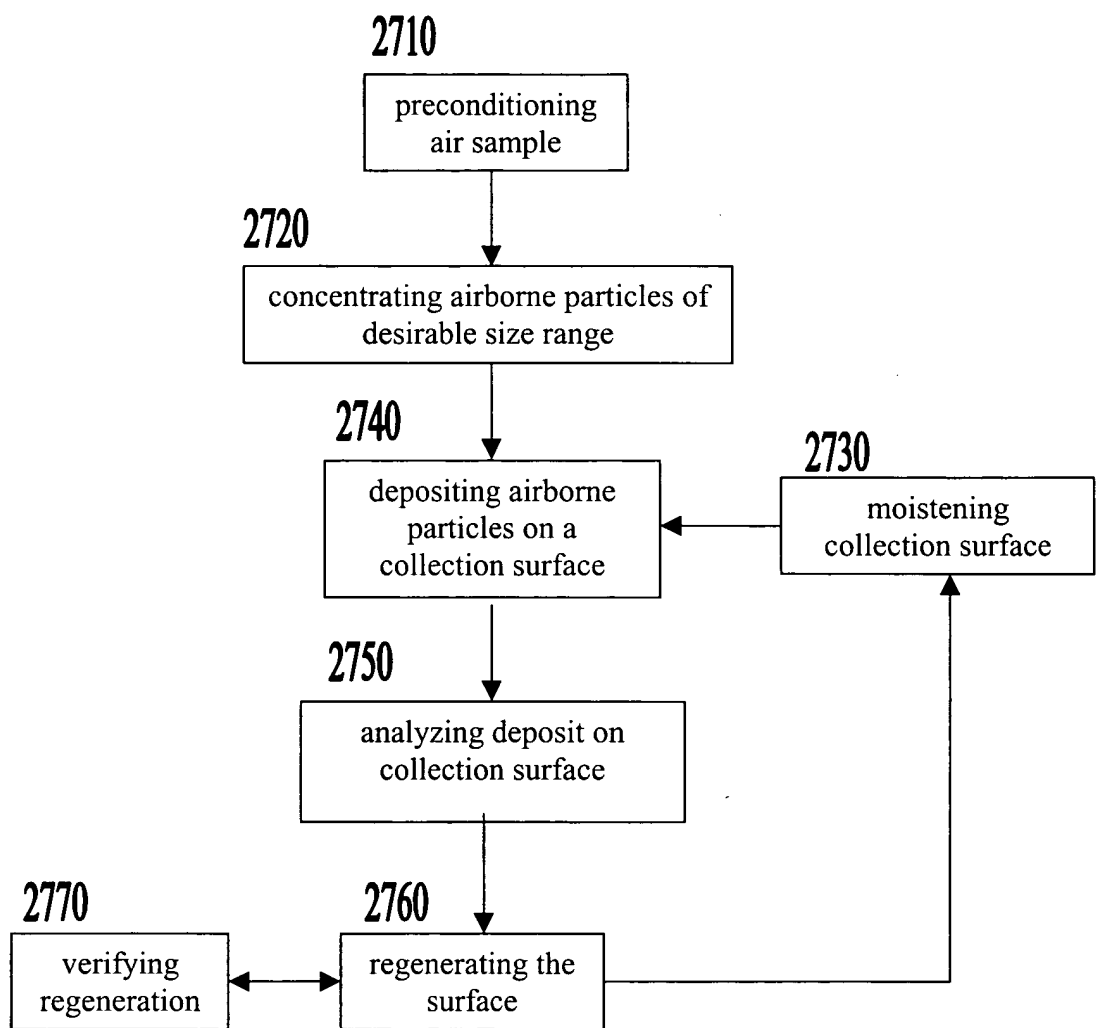 2710
preconditioning
air sample
2720
concentrating airborne particles of
desirable size range
2740
depositing airborne
particles on a
collection surface
2730
moistening
collection surface
2750
analyzing deposit on
collection surface
2770
verifying
regeneration
2760
regenerating the
surface